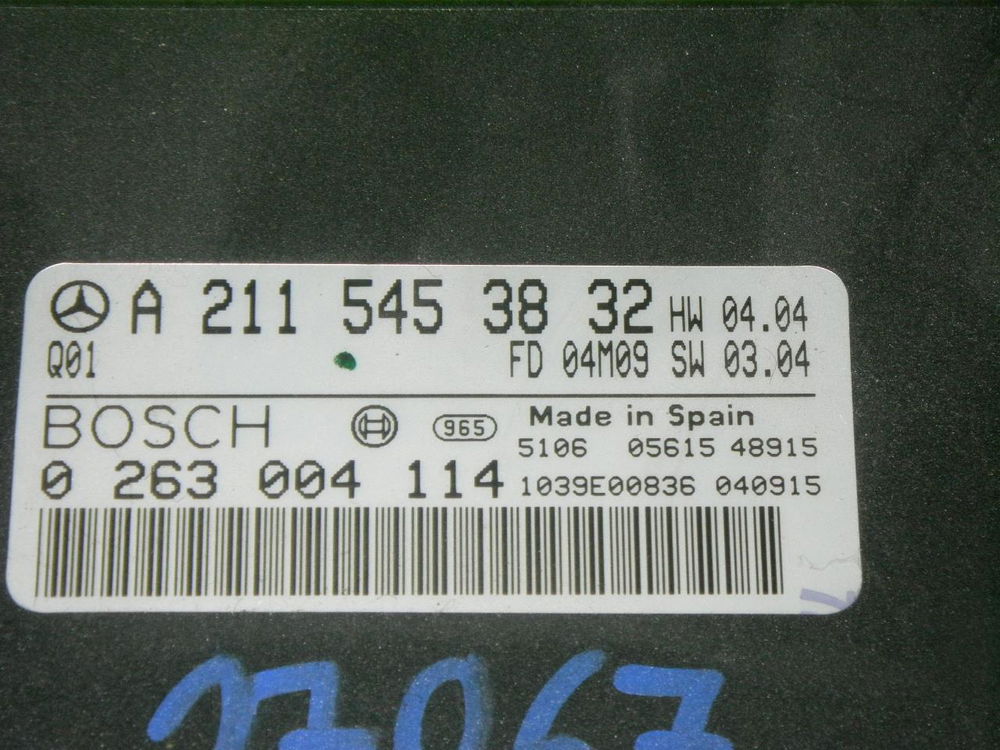 A 211 545 38 32 HW 04.04
Q01 FD 04M09 SW 03.04
BOSCH 965 Made in Spain
5106 05615 48915
0 263 004 114 1039E00836 040915